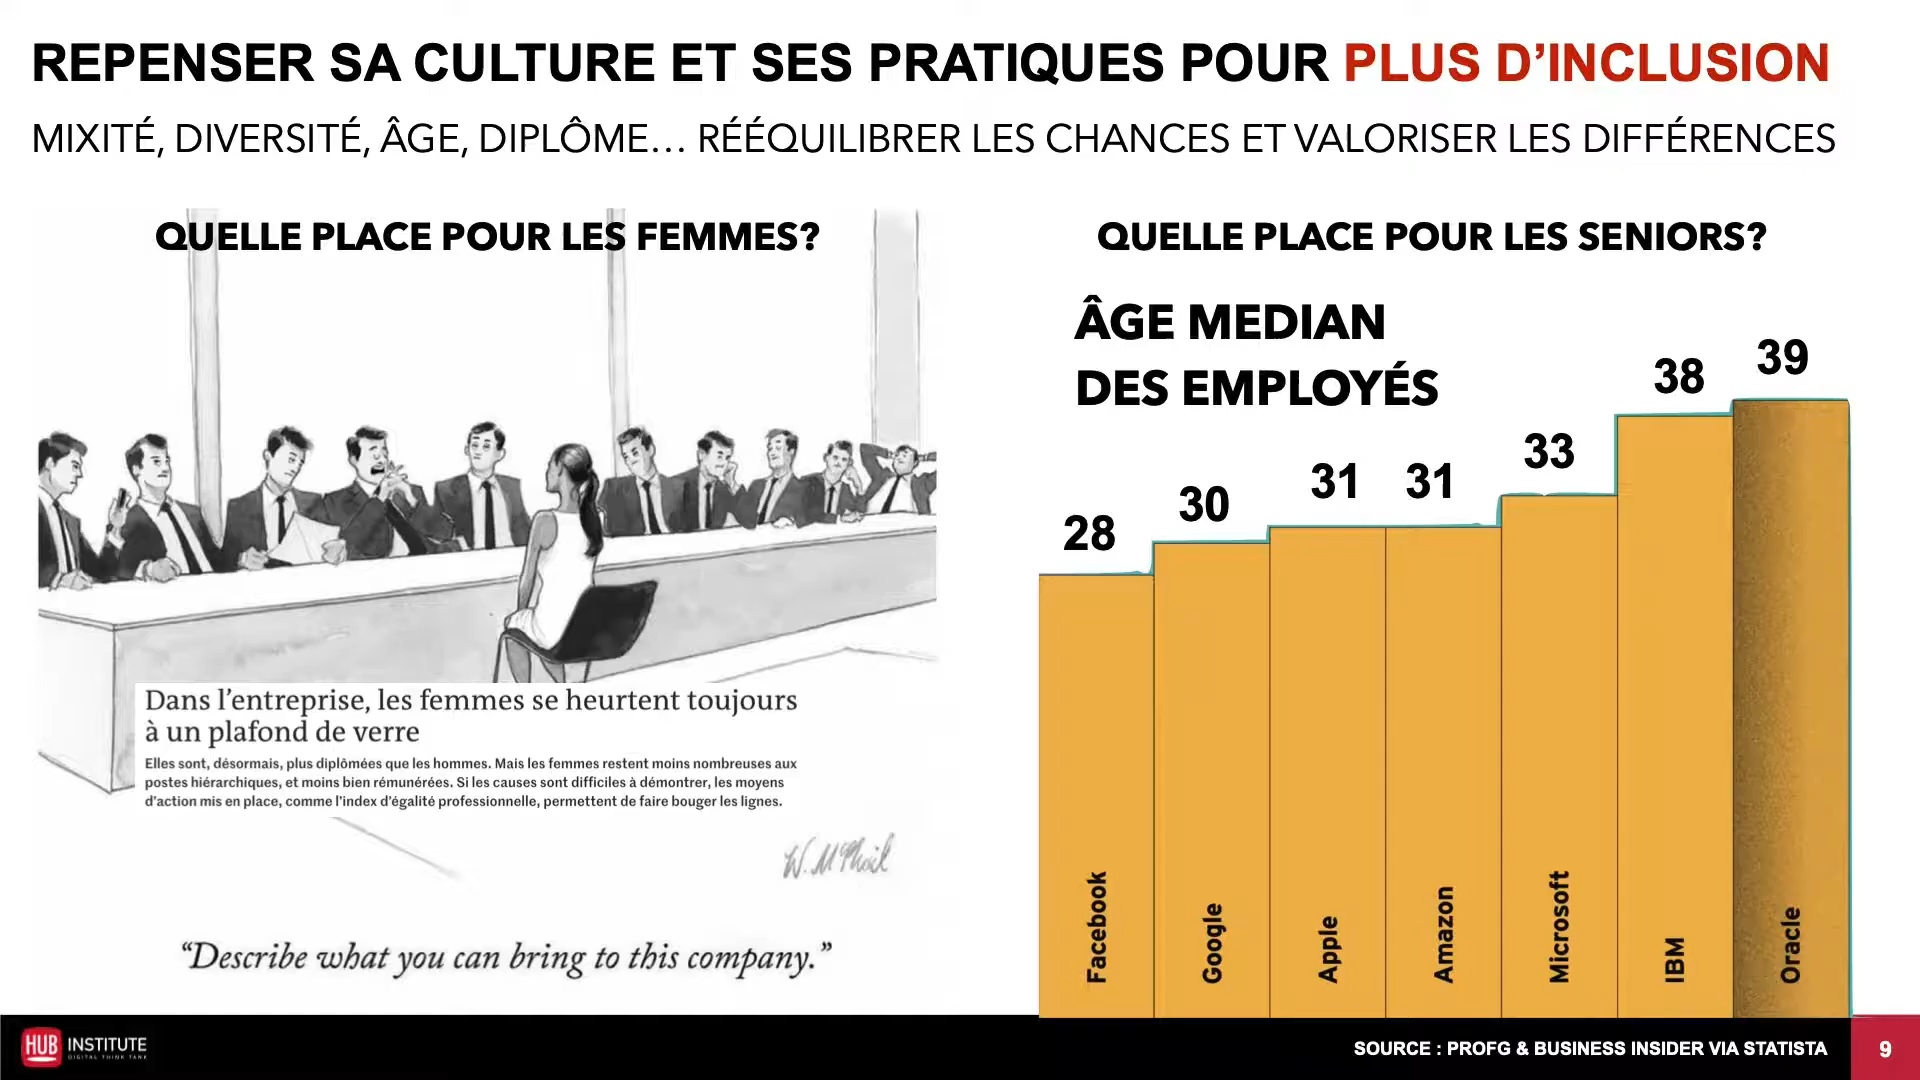 REPENSER SA CULTURE ET SES PRATIQUES POUR PLUS D’INCLUSION
MIXITÉ, DIVERSITÉ, ÂGE, DIPLÔME… RÉÉQUILIBRER LES CHANCES ET VALORISER LES DIFFÉRENCES
QUELLE PLACE POUR LES FEMMES?
Dans l’entreprise, les femmes se heurtent toujours
à un plafond de verre
Elles sont, désormais, plus diplômées que les hommes. Mais les femmes restent moins nombreuses aux
postes hiérarchiques, et moins bien rémunérées. Si les causes sont difficiles à démontrer, les moyens
d’action mis en place, comme l’index d’égalité professionnelle, permettent de faire bouger les lignes.
W. McPhail
“Describe what you can bring to this company.”
QUELLE PLACE POUR LES SENIORS?
ÂGE MEDIAN
DES EMPLOYÉS
28
30
31
31
33
38
39
Facebook
Google
Apple
Amazon
Microsoft
IBM
Oracle
HUB INSTITUTE
DIGITAL THINK TANK
SOURCE : PROFG & BUSINESS INSIDER VIA STATISTA
9